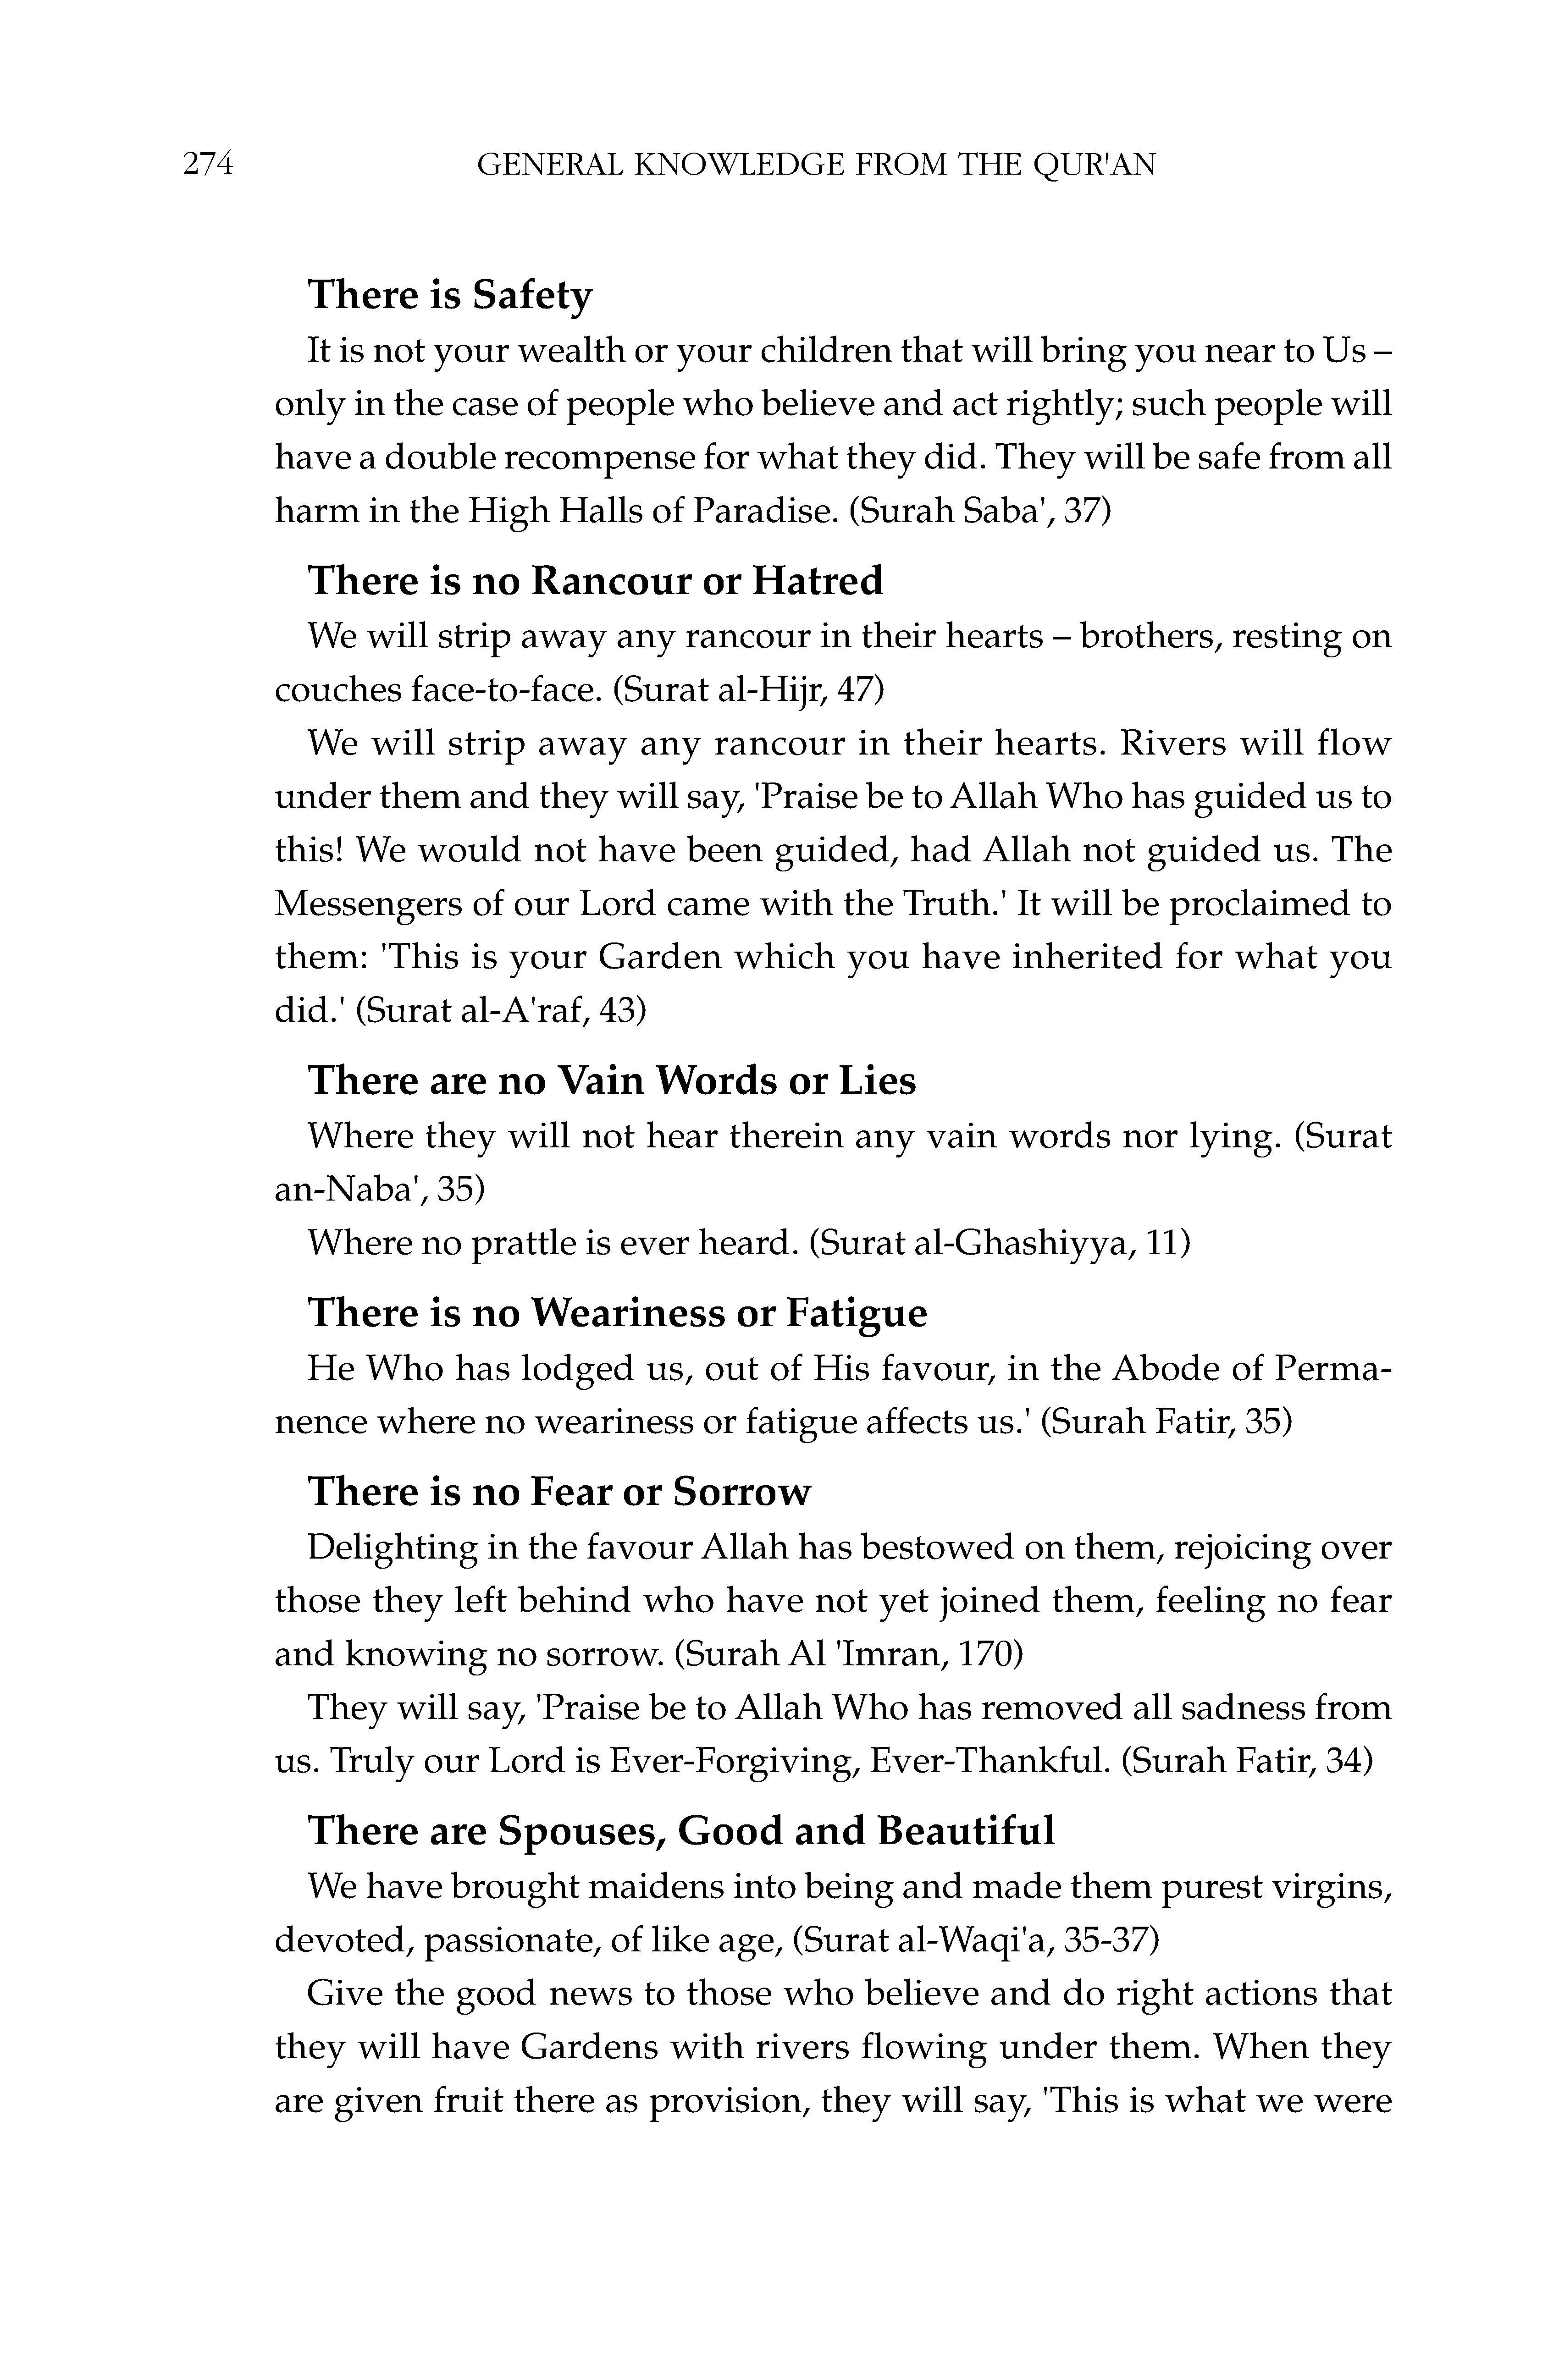 274 GENERAL KNOWLEDGE FROM THE QUR'AN
There is Safety
It is not your wealth or your children that will bring you near to Us –
only in the case of people who believe and act rightly; such people will
have a double recompense for what they did. They will be safe from all
harm in the High Halls of Paradise. (Surah Saba', 37)
There is no Rancour or Hatred
We will strip away any rancour in their hearts – brothers, resting on
couches face-to-face. (Surat al-Hijr, 47)
We will strip away any rancour in their hearts. Rivers will flow
under them and they will say, 'Praise be to Allah Who has guided us to
this! We would not have been guided, had Allah not guided us. The
Messengers of our Lord came with the Truth.' It will be proclaimed to
them: 'This is your Garden which you have inherited for what you
did.' (Surat al-A'raf, 43)
There are no Vain Words or Lies
Where they will not hear therein any vain words nor lying. (Surat
an-Naba', 35)
Where no prattle is ever heard. (Surat al-Ghashiyya, 11)
There is no Weariness or Fatigue
He Who has lodged us, out of His favour, in the Abode of Perma-
nence where no weariness or fatigue affects us.' (Surah Fatir, 35)
There is no Fear or Sorrow
Delighting in the favour Allah has bestowed on them, rejoicing over
those they left behind who have not yet joined them, feeling no fear
and knowing no sorrow. (Surah Al 'Imran, 170)
They will say, 'Praise be to Allah Who has removed all sadness from
us. Truly our Lord is Ever-Forgiving, Ever-Thankful. (Surah Fatir, 34)
There are Spouses, Good and Beautiful
We have brought maidens into being and made them purest virgins,
devoted, passionate, of like age, (Surat al-Waqi'a, 35-37)
Give the good news to those who believe and do right actions that
they will have Gardens with rivers flowing under them. When they
are given fruit there as provision, they will say, 'This is what we were